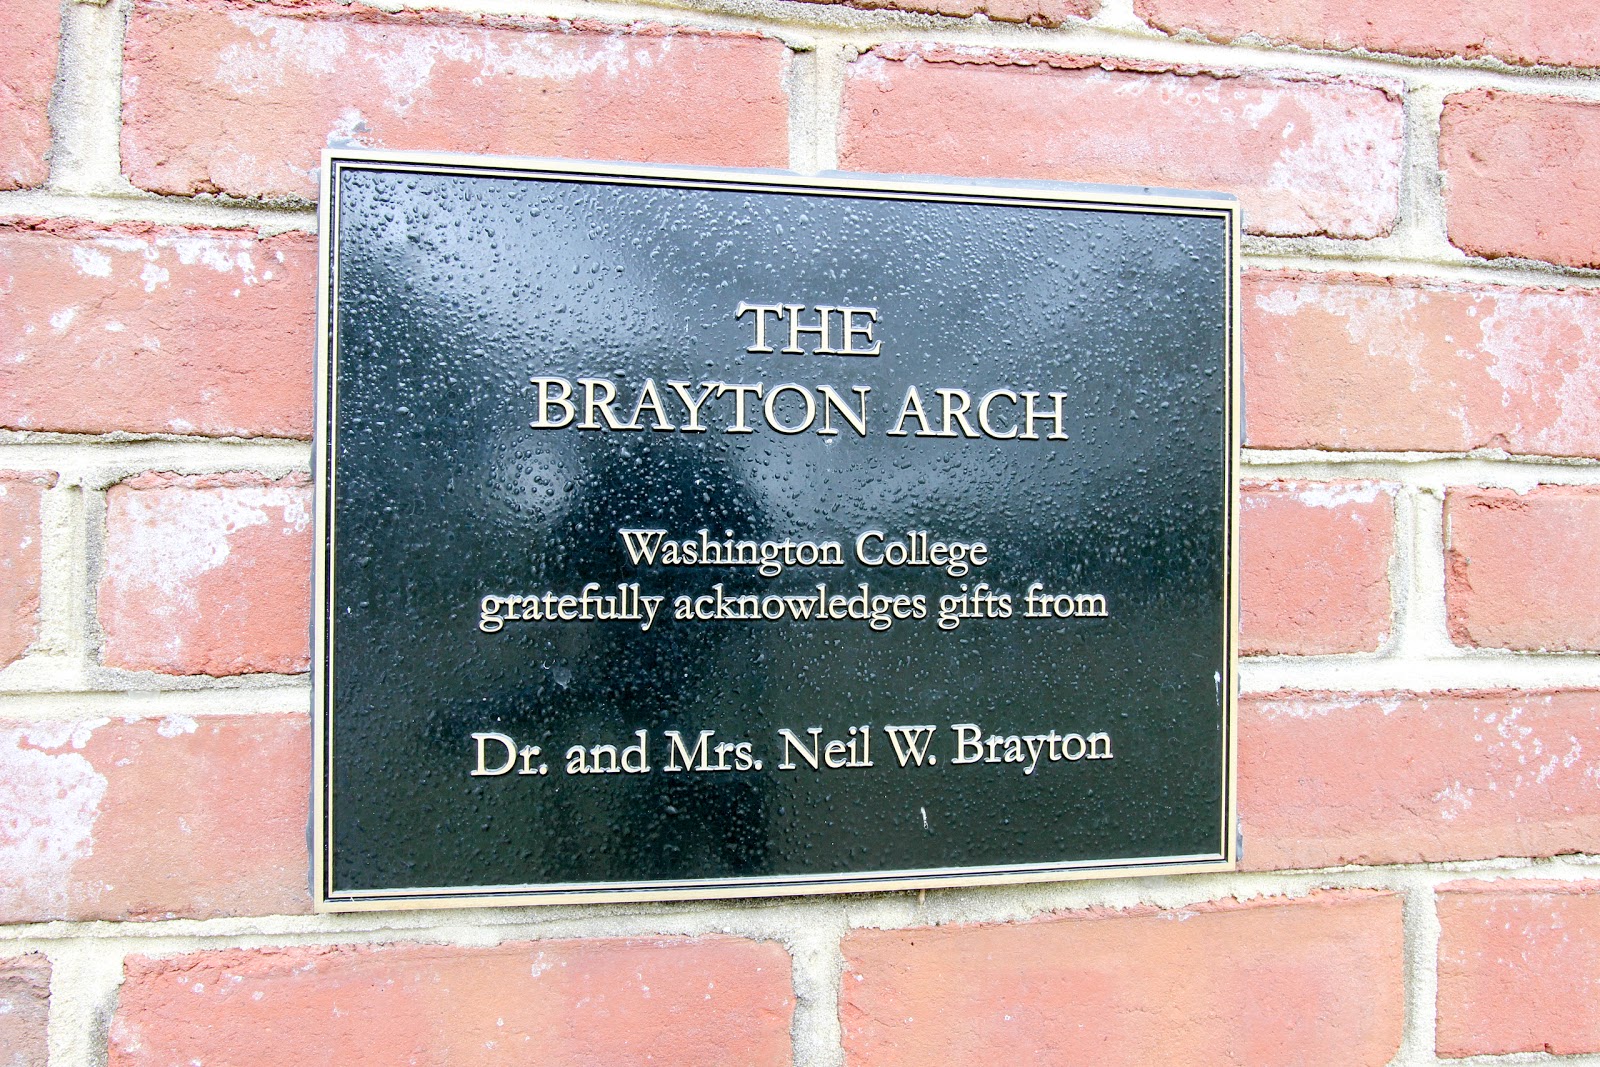 THE
BRAYTON ARCH
Washington College
gratefully acknowledges gifts from
Dr. and Mrs. Neil W. Brayton